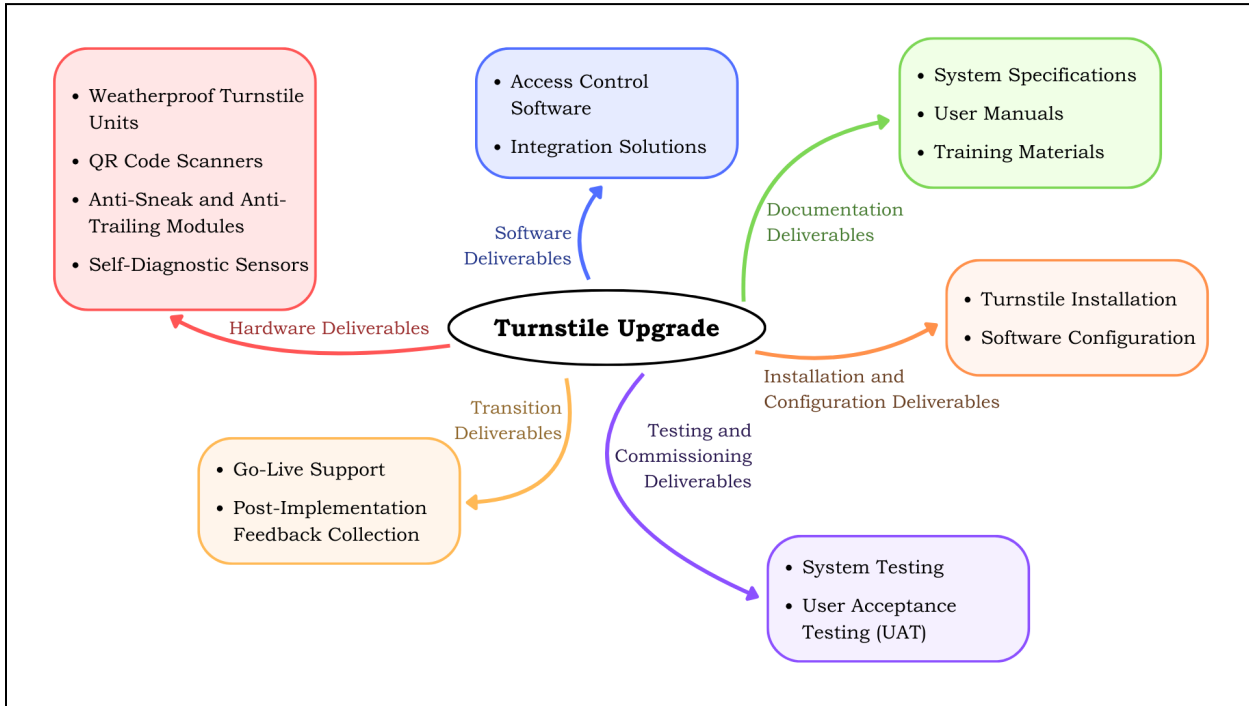 • Weatherproof Turnstile
Units
• QR Code Scanners
• Anti-Sneak and Anti-
Trailing Modules
• Self-Diagnostic Sensors
• Access Control
Software
• Integration Solutions
• System Specifications
• User Manuals
• Training Materials
Software
Deliverables
Documentation
Deliverables
Hardware Deliverables
Turnstile Upgrade
• Turnstile Installation
• Software Configuration
Installation and
Configuration Deliverables
Transition
Deliverables
Testing and
Commissioning
Deliverables
• Go-Live Support
• Post-Implementation
Feedback Collection
• System Testing
• User Acceptance
Testing (UAT)